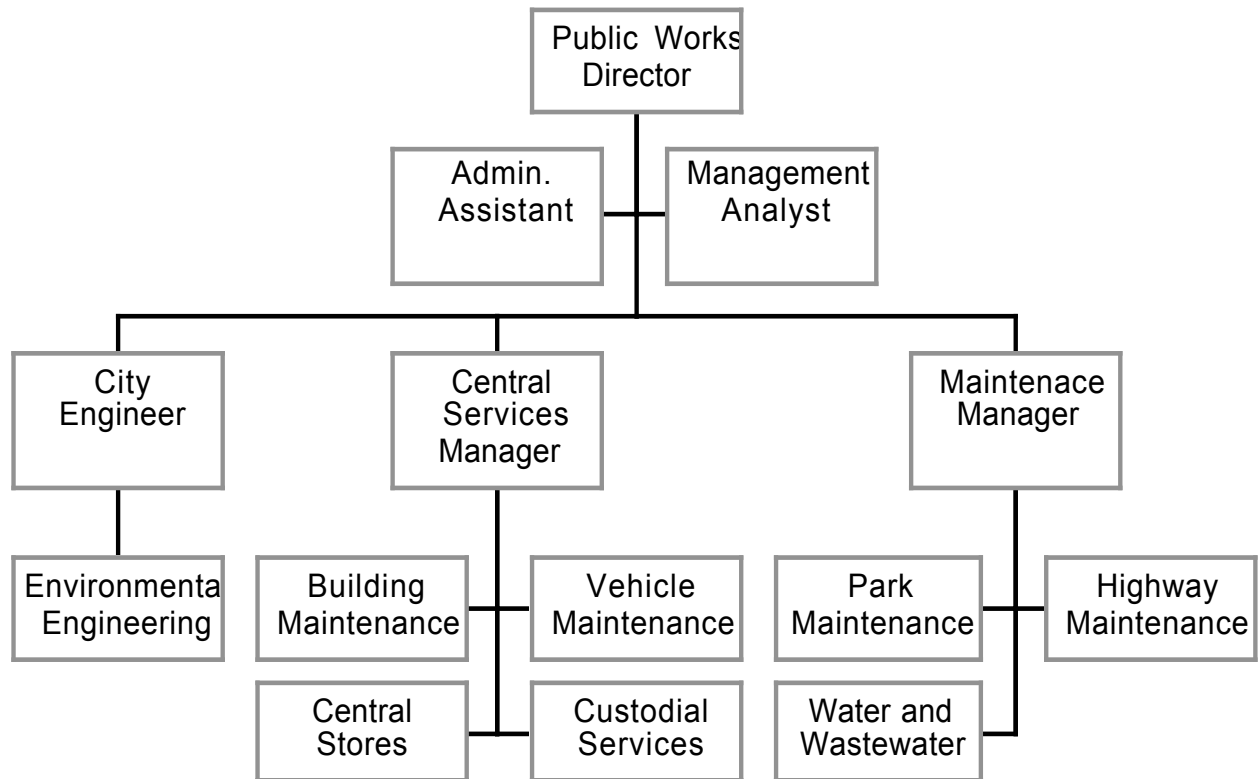 Public Works
Director
Admin.
Assistant
Management
Analyst
City
Engineer
Central
Services
Manager
Maintenace
Manager
Environmenta
Engineering
Building
Maintenance
Vehicle
Maintenance
Park
Maintenance
Highway
Maintenance
Central
Stores
Custodial
Services
Water and
Wastewater